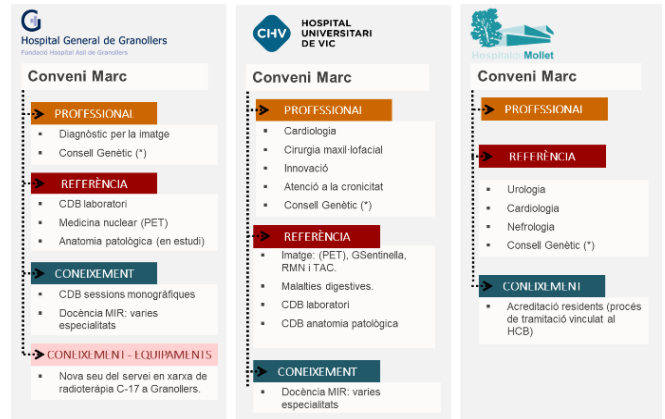 Hospital General de Granollers
Fundació Hospital Asil de Granollers
Conveni Marc
PROFESSIONAL
Diagnòstic per la imatge
Consell Genètic (*)
REFERÈNCIA
CDB laboratori
Medicina nuclear (PET)
Anatomia patològica (en estudi)
CONEIXEMENT
CDB sessions monogràfiques
Docència MIR: varies
especialitats
CONEIXEMENT - EQUIPAMENTS
Nova seu del servei en xarxa de
radioteràpia C-17 a Granollers.
CHV
HOSPITAL
UNIVERSITARI
DE VIC
Conveni Marc
PROFESSIONAL
Cardiologia
Cirurgia maxil·lofacial
Innovació
Atenció a la cronicitat
Consell Genètic (*)
REFERÈNCIA
Imatge: (PET), GSentinella,
RMN i TAC.
Malalties digestives.
CDB laboratori
CDB anatomia patològica
CONEIXEMENT
Docència MIR: varies
especialitats
HospitaldeMollet
Conveni Marc
PROFESSIONAL
REFERÈNCIA
Urologia
Cardiologia
Nefrologia
Consell Genètic (*)
CONEIXEMENT
Acreditació residents (procés
de tramitació vinculat al
HCB)